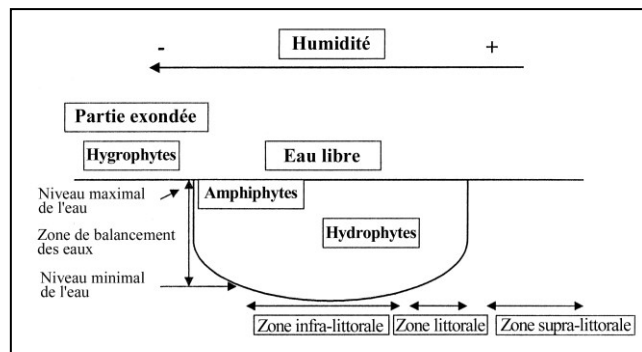 Humidité
-
+
Partie exondée
Hygrophytes
Eau libre
Niveau maximal
de l'eau
Amphiphytes
Zone de balancement
des eaux
Hydrophytes
Niveau minimal
de l'eau
Zone infra-littorale
Zone littorale
Zone supra-littorale